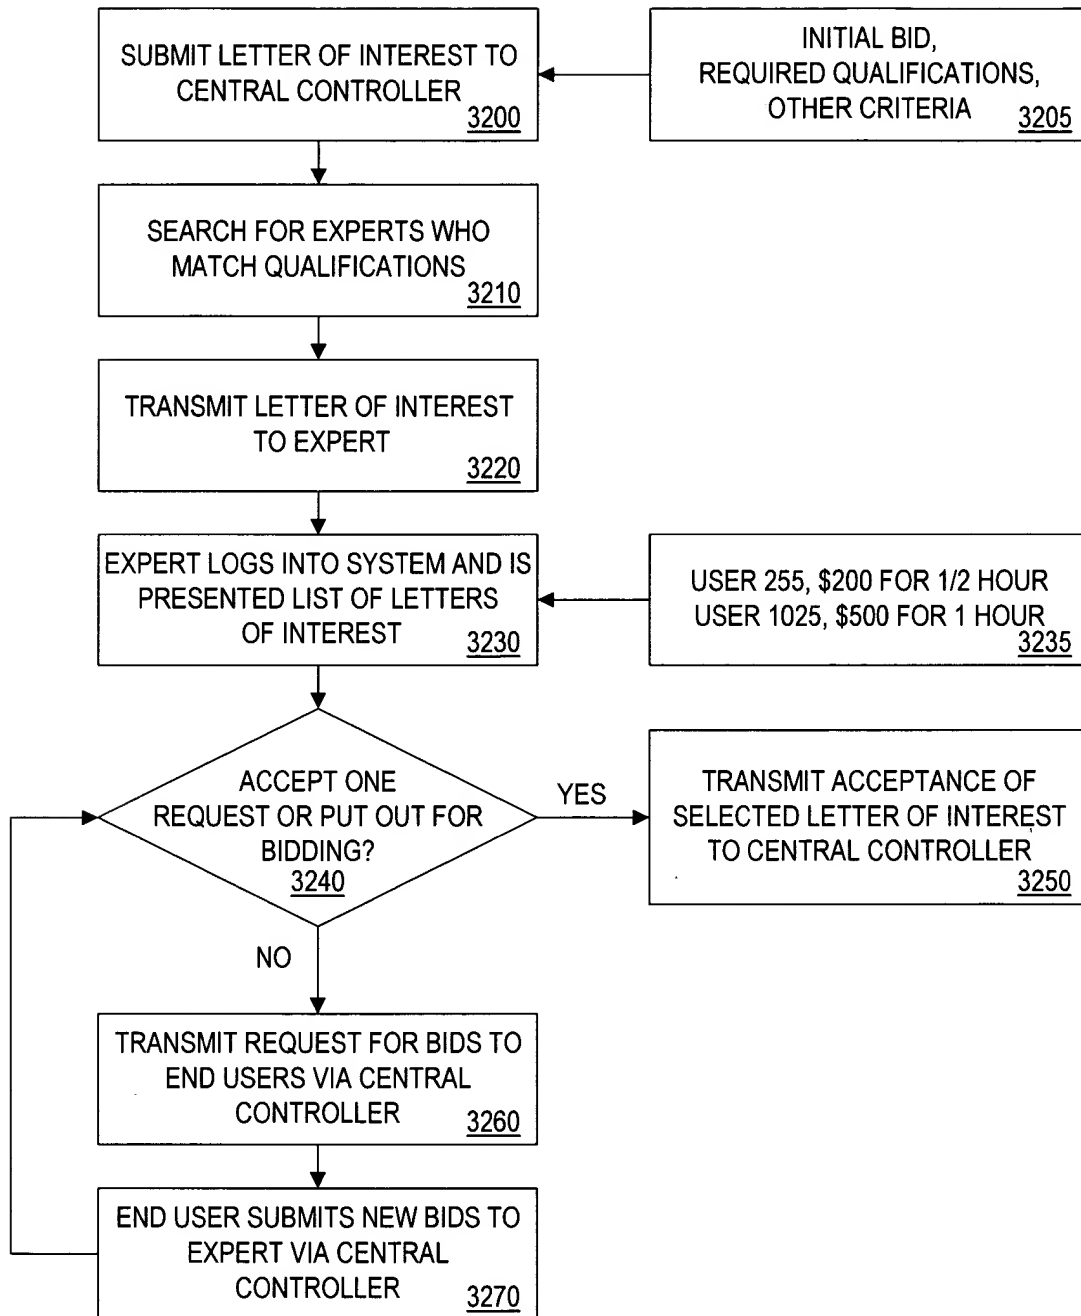 SUBMIT LETTER OF INTEREST TO
CENTRAL CONTROLLER
3200
INITIAL BID,
REQUIRED QUALIFICATIONS,
OTHER CRITERIA
3205
SEARCH FOR EXPERTS WHO
MATCH QUALIFICATIONS
3210
TRANSMIT LETTER OF INTEREST
TO EXPERT
3220
EXPERT LOGS INTO SYSTEM AND IS
PRESENTED LIST OF LETTERS
OF INTEREST
3230
USER 255, $200 FOR 1/2 HOUR
USER 1025, $500 FOR 1 HOUR
3235
ACCEPT ONE
REQUEST OR PUT OUT FOR
BIDDING?
3240
YES
TRANSMIT ACCEPTANCE OF
SELECTED LETTER OF INTEREST
TO CENTRAL CONTROLLER
3250
NO
TRANSMIT REQUEST FOR BIDS TO
END USERS VIA CENTRAL
CONTROLLER
3260
END USER SUBMITS NEW BIDS TO
EXPERT VIA CENTRAL
CONTROLLER
3270